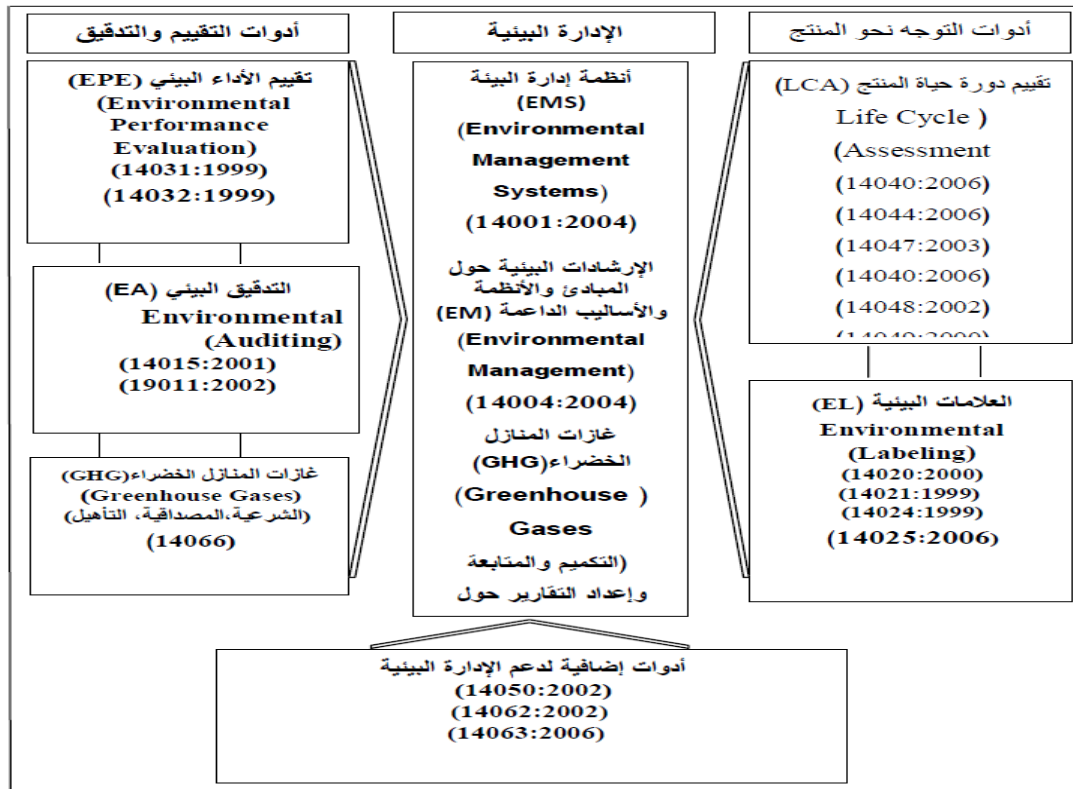 أدوات التوجه نحو المنتج
الإدارة البيئية
أدوات التقييم والتدقيق
تقييم دورة حياة المنتج (LCA)
Life Cycle )
(Assessment
(14040:2006)
(14044:2006)
(14047:2003)
(14040:2006)
(14048:2002)
(14049:2000)
العلامات البيئية (EL)
Environmental
(Labeling)
(14020:2000)
(14021:1999)
(14024:1999)
(14025:2006)
أنظمة إدارة البيئة
(EMS)
(Environmental
Management
Systems)
(14001:2004)
الإرشادات البيئية حول
المبادئ والأنظمة
والأساليب الداعمة (EM)
(Environmental
Management)
(14004:2004)
غازات المنازل
الخضراء(GHG)
(Greenhouse )
Gases
(التكميم والمتابعة
وإعداد التقارير حول
تقييم الأداء البيئي (EPE)
(Environmental
Performance
Evaluation)
(14031:1999)
(14032:1999)
التدقيق البيئي (EA)
Environmental
(Auditing)
(14015:2001)
(19011:2002)
غازات المنازل الخضراء(GHG)
(Greenhouse Gases)
(الشرعية،المصداقية، التأهيل)
(14066)
أدوات إضافية لدعم الإدارة البيئية
(14050:2002)
(14062:2002)
(14063:2006)